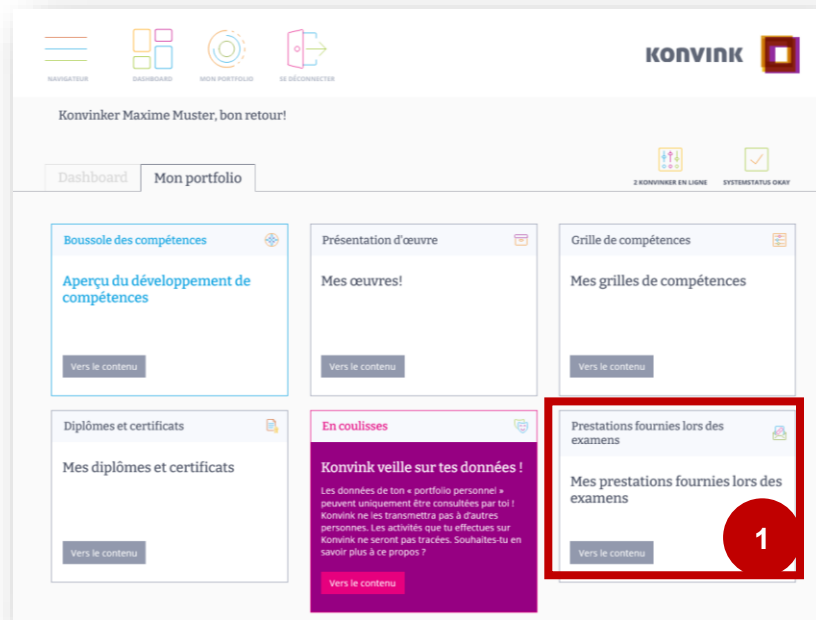 NAVIGATEUR
DASHBOARD
MON PORTFOLIO
SE DÉCONNECTER
KONVINK
Konvinker Maxime Muster, bon retour!
Dashboard
Mon portfolio
2 KONVINKER EN LIGNE
SYSTEMSTATUS OKAY
Boussole des compétences
Aperçu du développement de
compétences
Vers le contenu
Présentation d'œuvre
Mes œuvres!
Vers le contenu
Grille de compétences
Mes grilles de compétences
Vers le contenu
Diplômes et certificats
Mes diplômes et certificats
Vers le contenu
En coulisses
Konvink veille sur tes données !
Les données de ton « portfolio personnel »
peuvent uniquement être consultées par toi !
Konvink ne les transmettra pas à d'autres
personnes. Les activités que tu effectues sur
Konvink ne seront pas tracées. Souhaites-tu en
savoir plus à ce propos ?
Vers le contenu
Prestations fournies lors des
examens
Mes prestations fournies lors des
examens
Vers le contenu
1